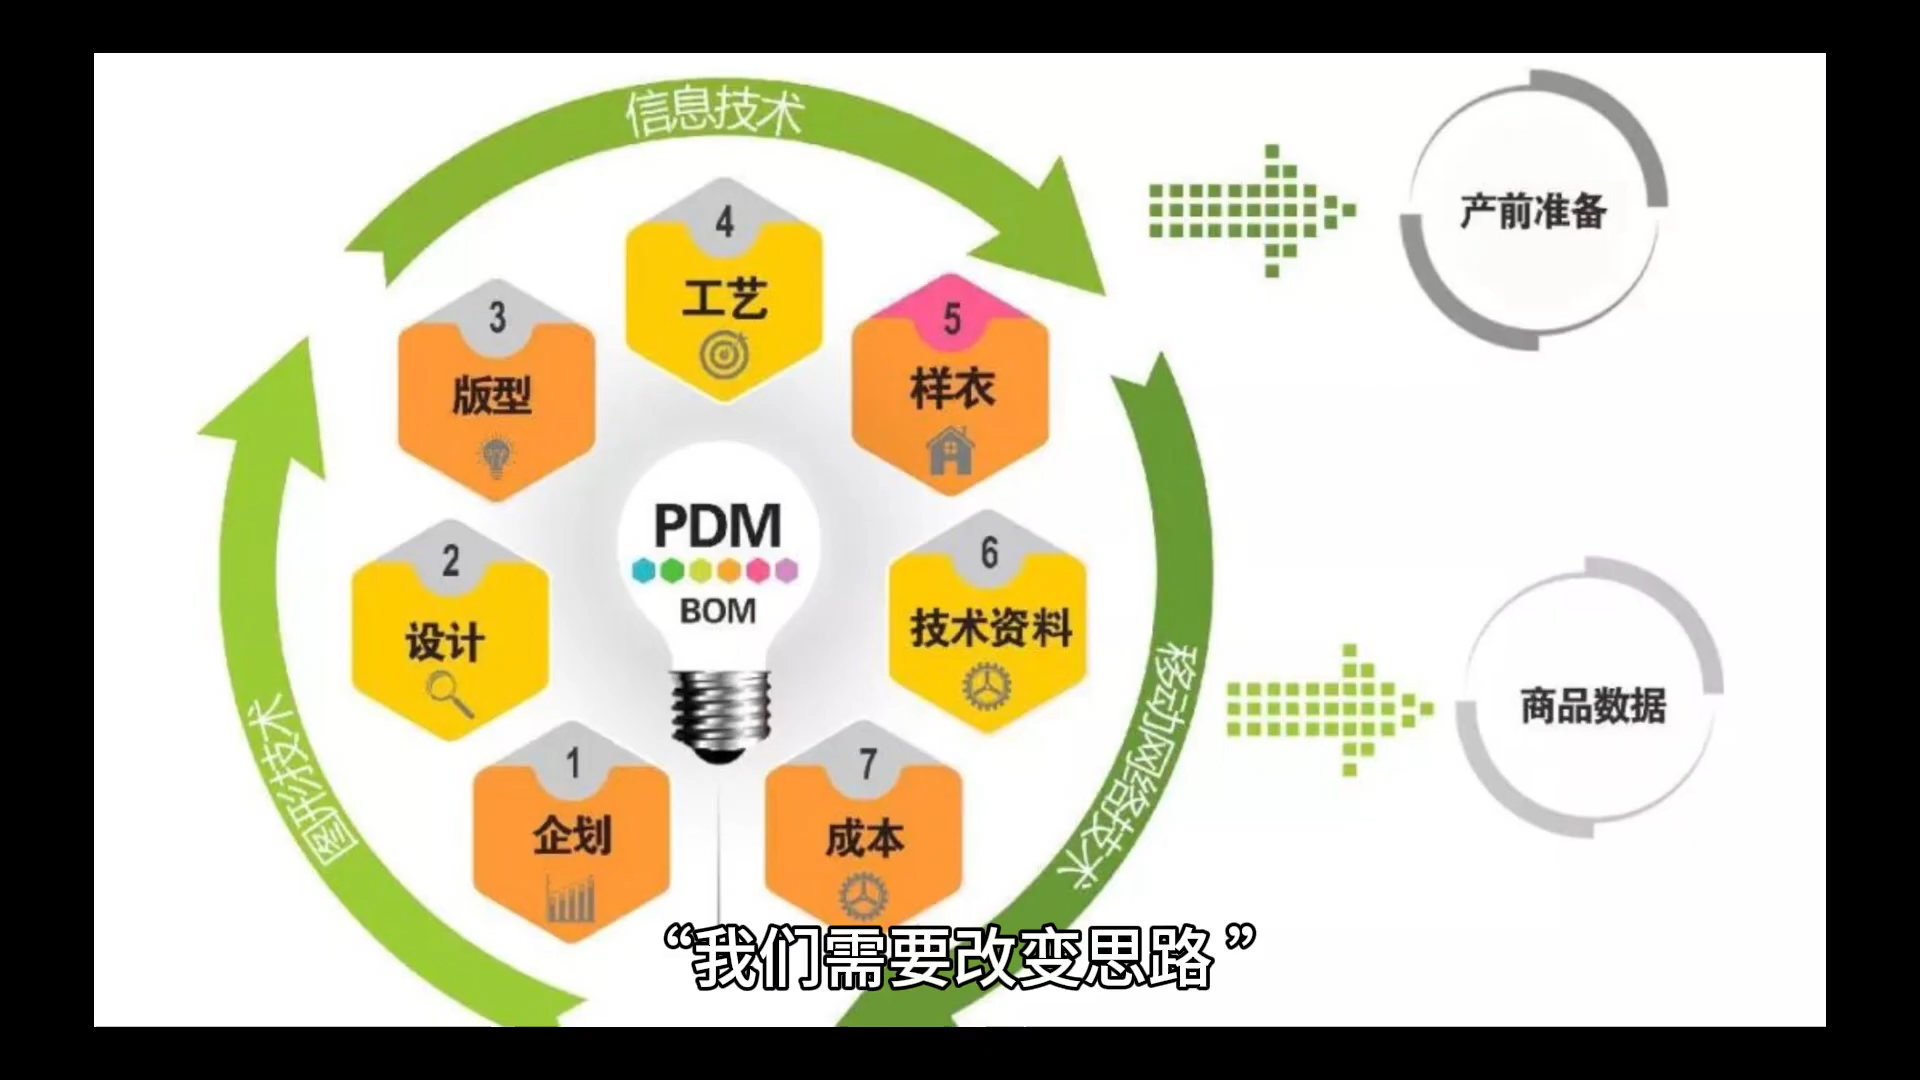 信息技术
产前准备
4
工艺
3
版型
5
样衣
PDM
BOM
2
设计
6
技术资料
移动网络技术
商品数据
图形技术
1
企划
7
成本
“我们需要改变思路”